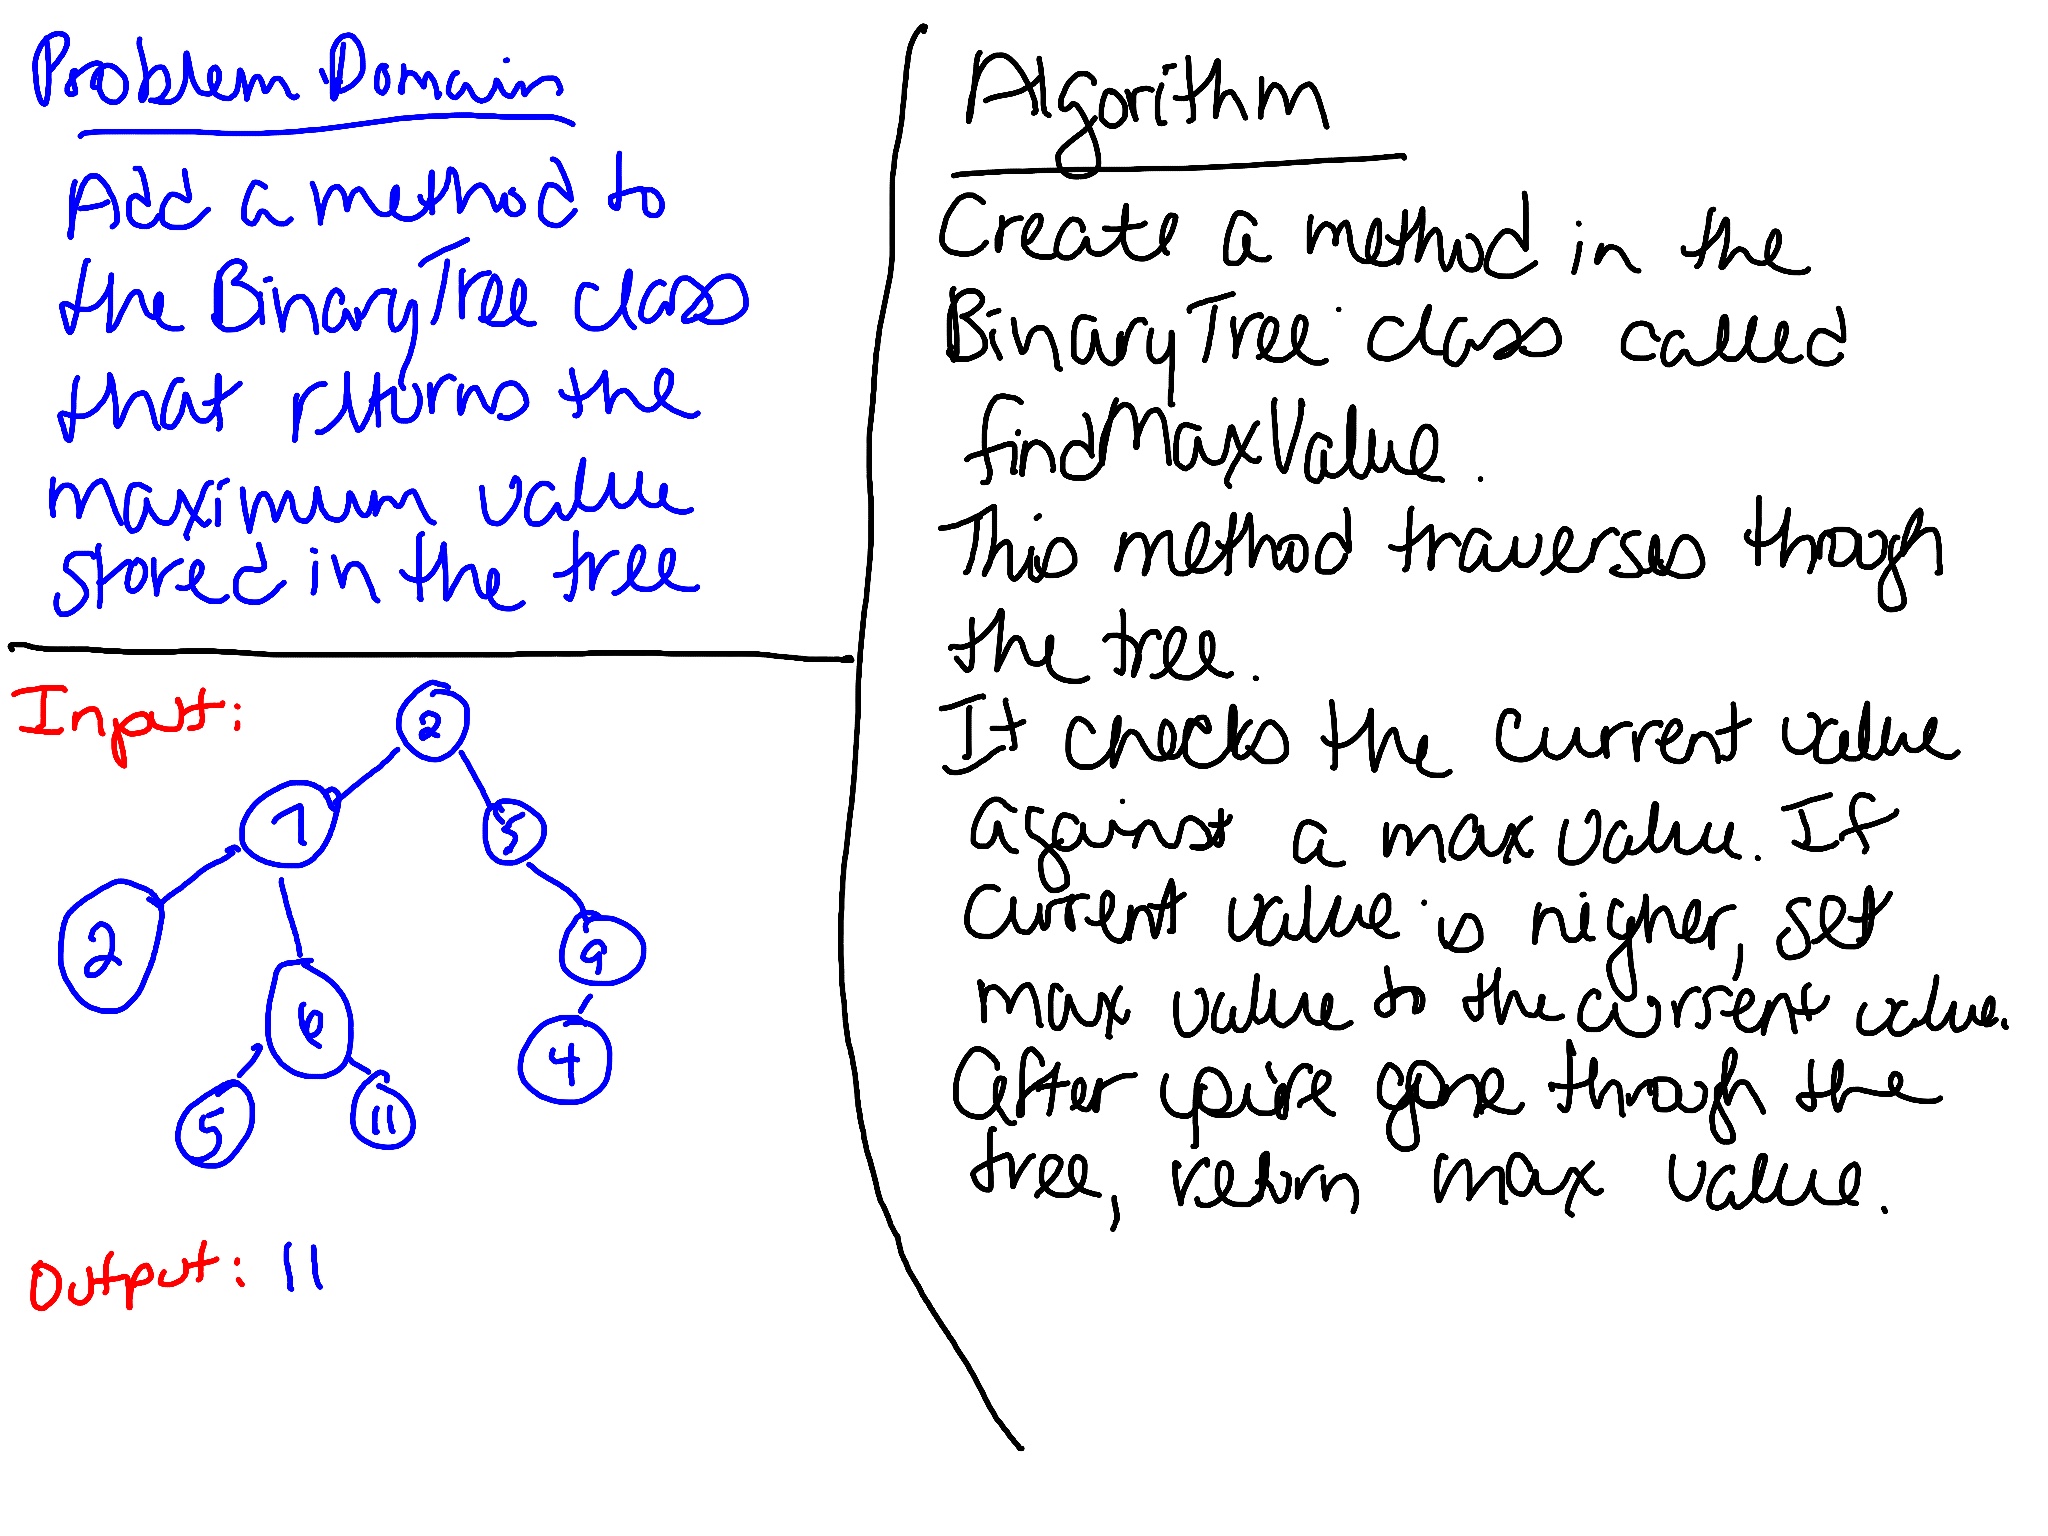 Problem Domain
Add a method to
the BinaryTree class
that returns the
maximum value
stored in the tree
Input:
2
7
5
2
9
6
4
5
11
Output: 11
Algorithm
Create a method in the
BinaryTree class called
findMaxValue.
This method traverses though
the tree.
It checks the current value
against a max value. If
current value is higher, set
max value to the current value.
After gone through the
tree, return max value.